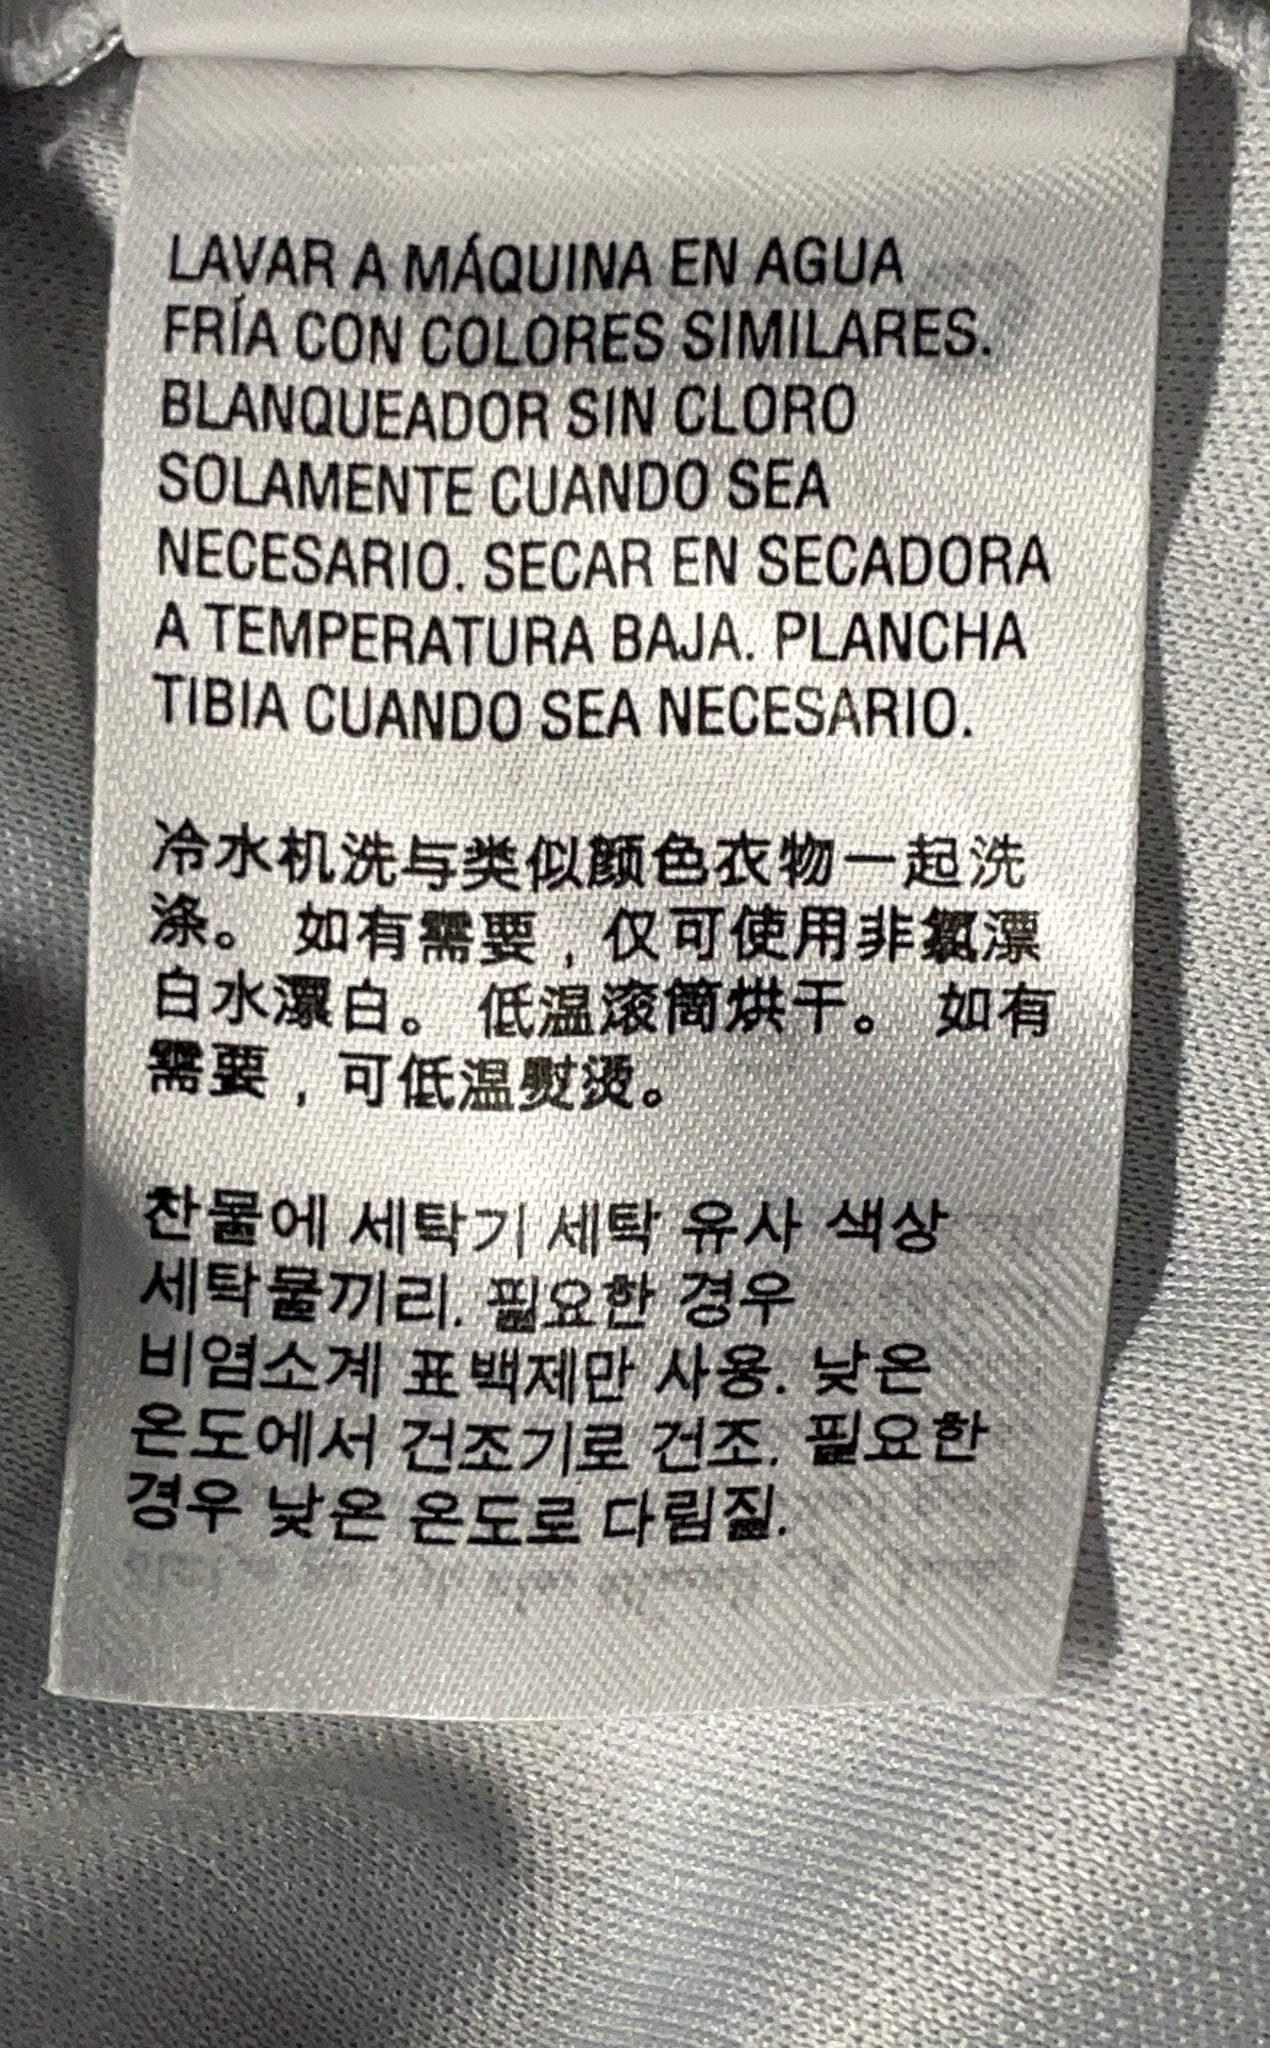 LAVAR A MÁQUINA EN AGUA
FRÍA CON COLORES SIMILARES.
BLANQUEADOR SIN CLORO
SOLAMENTE CUANDO SEA
NECESARIO. SECAR EN SECADORA
A TEMPERATURA BAJA. PLANCHA
TIBIA CUANDO SEA NECESARIO.
冷水机洗与类似颜色衣物一起洗
涤。 如有需要，仅可使用非氯漂
白水漂白。 低温滚筒烘干。 如有
需要，可低温熨烫。
찬물에 세탁기 세탁 유사 색상
세탁물끼리. 필요한 경우
비염소계 표백제만 사용. 낮은
온도에서 건조기로 건조. 필요한
경우 낮은 온도로 다림질.